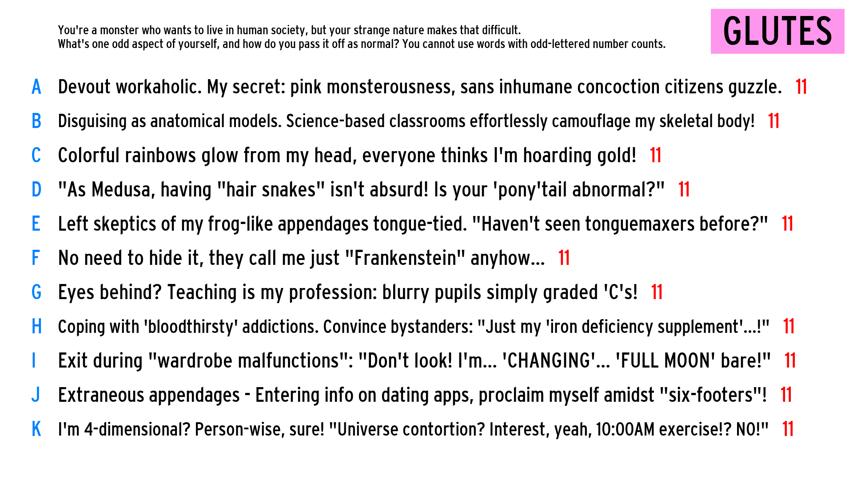 You're a monster who wants to live in human society, but your strange nature makes that difficult.
What's one odd aspect of yourself, and how do you pass it off as normal? You cannot use words with odd-lettered number counts.
GLUTES
A Devout workaholic. My secret: pink monsterousness, sans inhumane concoction citizens guzzle. 11
B Disguising as anatomical models. Science-based classrooms effortlessly camouflage my skeletal body! 11
C Colorful rainbows glow from my head, everyone thinks I'm hoarding gold! 11
D "As Medusa, having "hair snakes" isn't absurd! Is your 'pony'tail abnormal?" 11
E Left skeptics of my frog-like appendages tongue-tied. "Haven't seen tonguemaxers before?" 11
F No need to hide it, they call me just "Frankenstein" anyhow... 11
G Eyes behind? Teaching is my profession: blurry pupils simply graded 'C's! 11
H Coping with 'bloodthirsty' addictions. Convince bystanders: "Just my 'iron deficiency supplement'...!" 11
I Exit during "wardrobe malfunctions": "Don't look! I'm... 'CHANGING'... 'FULL MOON' bare!" 11
J Extraneous appendages - Entering info on dating apps, proclaim myself amidst "six-footers"! 11
K I'm 4-dimensional? Person-wise, sure! "Universe contortion? Interest, yeah, 10:00AM exercise!? NO!" 11